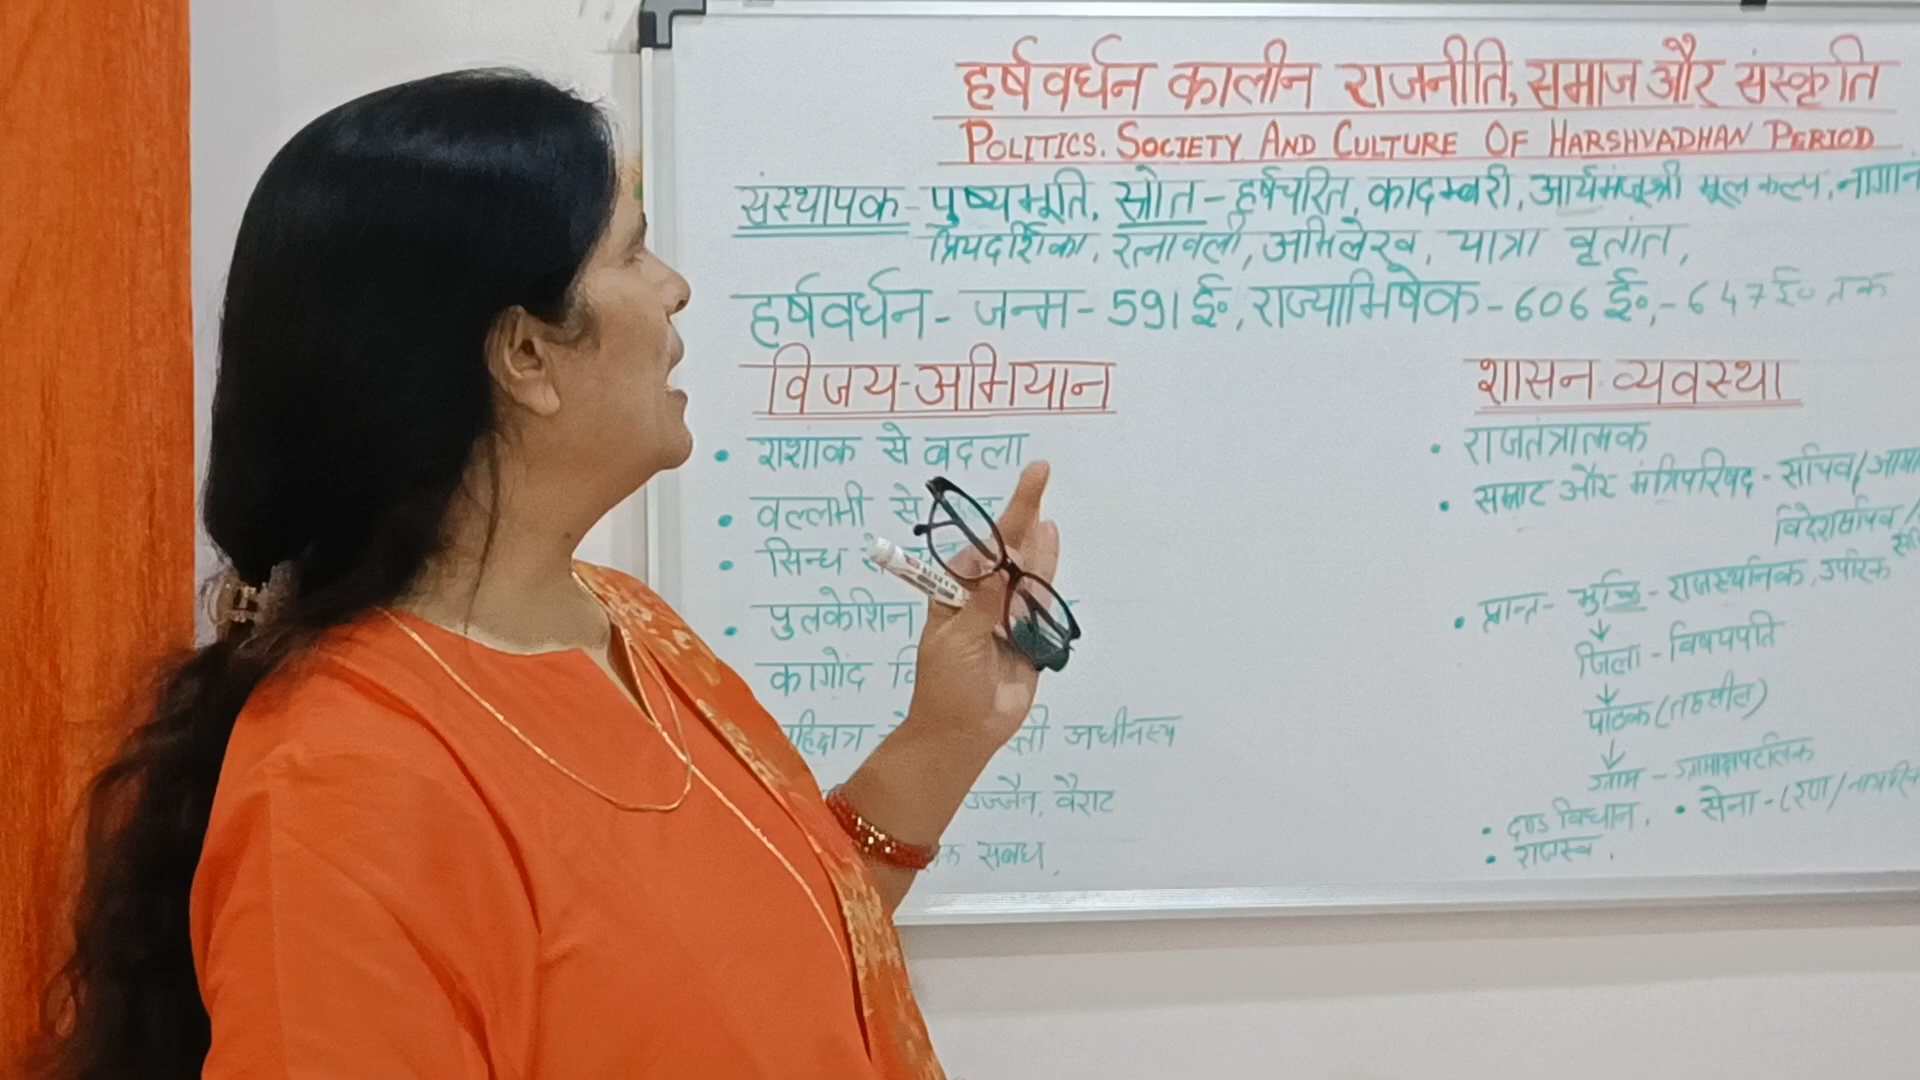 हर्षवर्धन कालीन राजनीति, समाज और संस्कृति
POLITICS. SOCIETY AND CULTURE OF HARSHVADHAN PERIOD
संस्थापक - पुष्यभूति, स्रोत - हर्षचरित, कादम्बरी, आर्यमंजूश्री मूल कल्प, नागान
प्रियदर्शिका, रत्नावली, अभिलेख, यात्रा वृतांत,
हर्षवर्धन - जन्म - 591 ई०, राज्याभिषेक - 606 ई०, - 647 ई० तक
विजय-अभियान
• शशांक से बदला
• वल्लभी से
• सिन्ध से
• पुलकेशिन
कांगोद वि
अधीनस्थ
उज्जैन, वैराट
संबंध,
शासन व्यवस्था
• राजतंत्रात्मक
• सम्राट और मंत्रिपरिषद - सचिव/आमा
विदेशसचिव/
• प्रान्त - भुक्ति - राजस्थानिक, उपरिक
↓
जिला - विषयपति
↓
पाठक (तहसील)
↓
ग्राम - ग्रामाक्षपटलिक
• दण्ड विधान, • सेना -
• राजस्व,